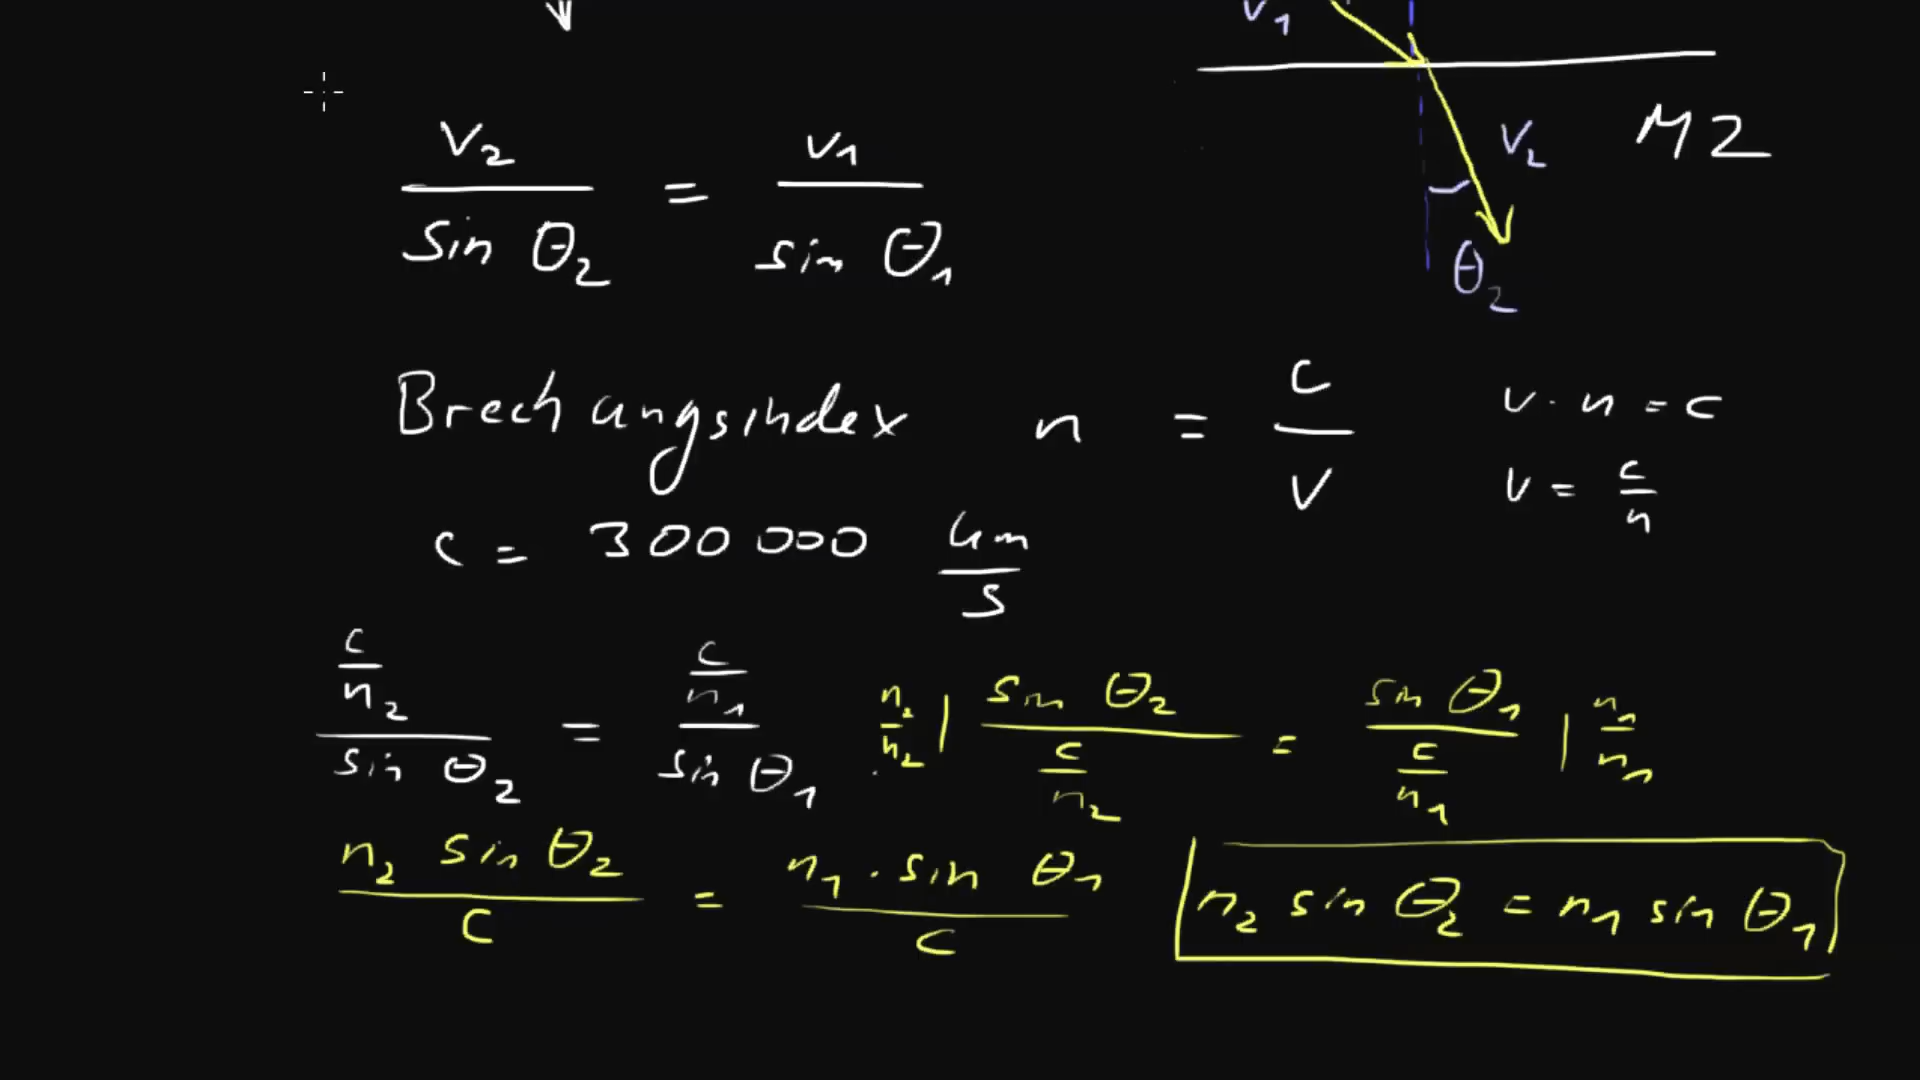 v₁
v₂ / sin θ₂ = v₁ / sin θ₁
v₂ M2
θ₂
Brechungsindex n = c / v
v · n = c
v = c / n
c = 300 000 km / s
(c / n₂) / sin θ₂ = (c / n₁) / sin θ₁
n₂ / n₂ | sin θ₂ / (c / n₂) = sin θ₁ / (c / n₁) | n₁ / n₁
n₂ sin θ₂ / c = n₁ · sin θ₁ / c
n₂ sin θ₂ = n₁ sin θ₁